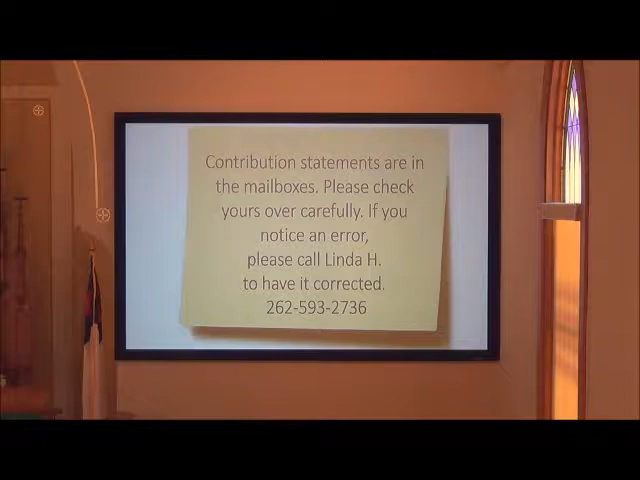 Contribution statements are in
the mailboxes. Please check
yours over carefully. If you
notice an error,
please call Linda H.
to have it corrected.
262-593-2736